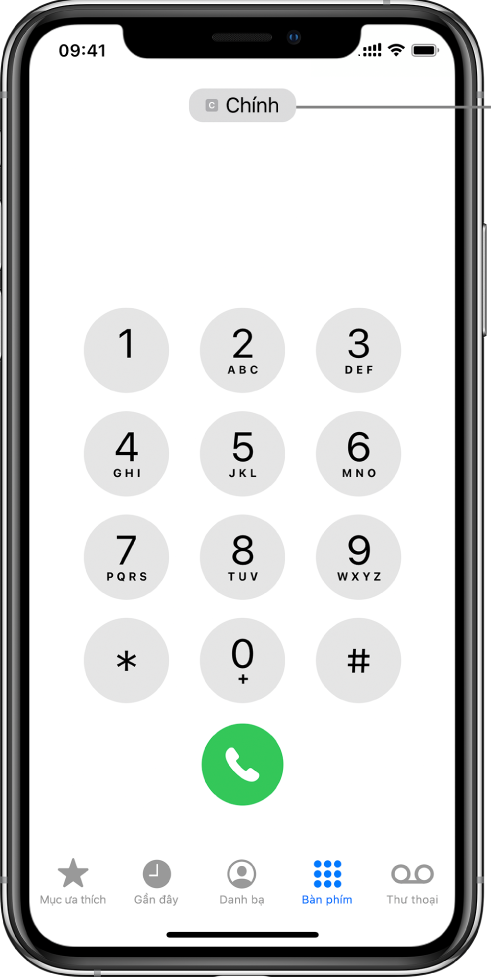 09:41
C Chính
1 2 3
ABC DEF
4 5 6
GHI JKL MNO
7 8 9
PQRS TUV WXYZ
* 0 #
+
Mục ưa thích Gần đây Danh bạ Bàn phím Thư thoại